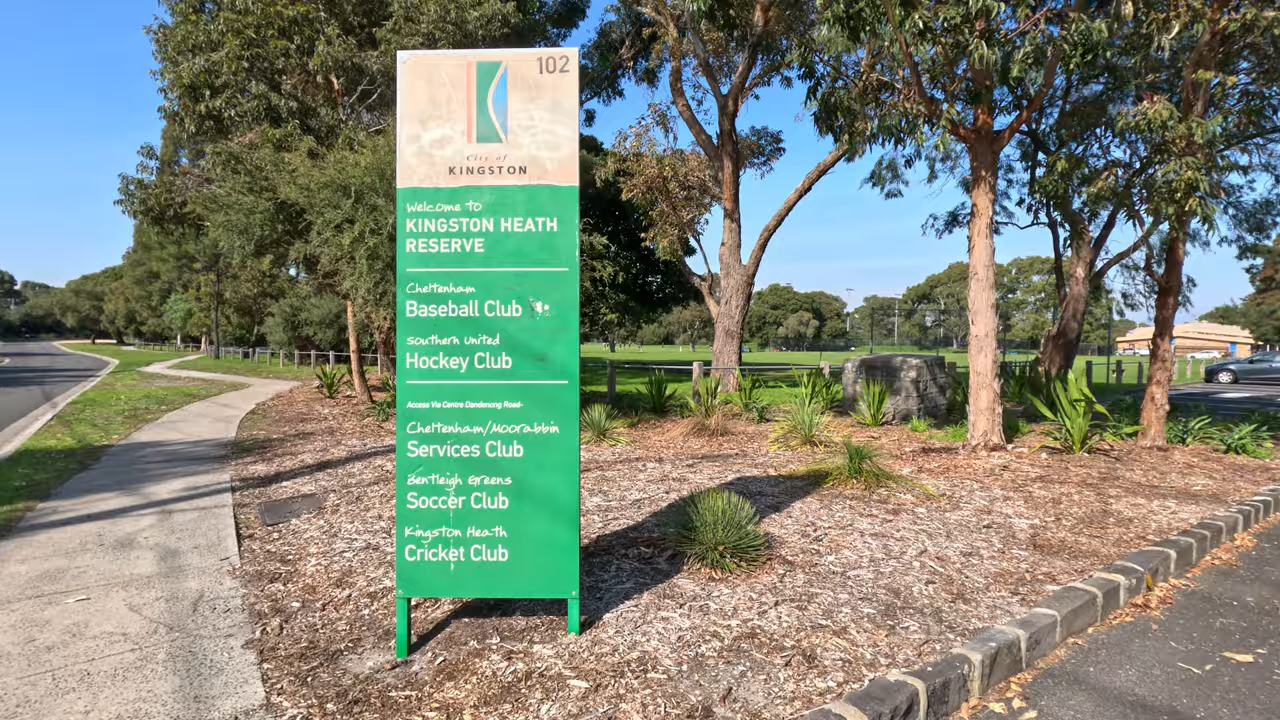 102
City of
KINGSTON
Welcome to
KINGSTON HEATH
RESERVE
Cheltenham
Baseball Club
Southern United
Hockey Club
Access Via Centre Dandenong Road-
Cheltenham/Moorabbin
Services Club
Bentleigh Greens
Soccer Club
Kingston Heath
Cricket Club